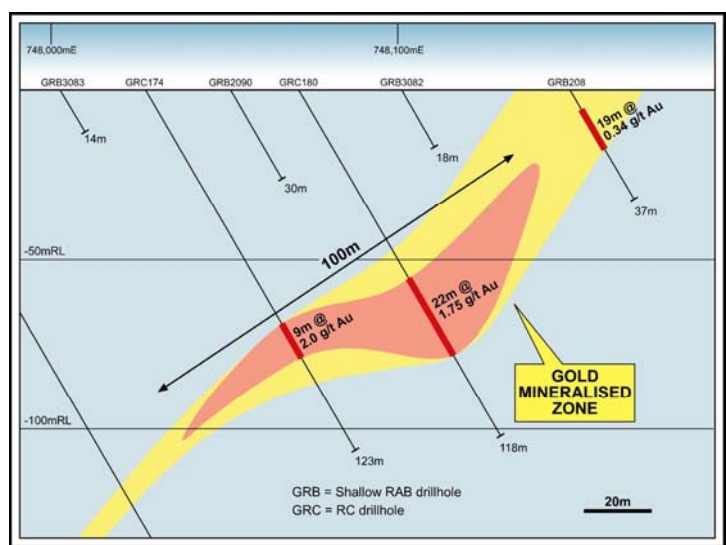 748,000mE
748,100mE
GRB3083
GRC174
GRB2090
GRC180
GRB3082
GRB208
14m
30m
18m
19m @
0.34 g/t Au
37m
-50mRL
100m
9m @
2.0 g/t Au
22m @
1.75 g/t Au
GOLD
MINERALISED
ZONE
-100mRL
123m
118m
GRB = Shallow RAB drillhole
GRC = RC drillhole
20m